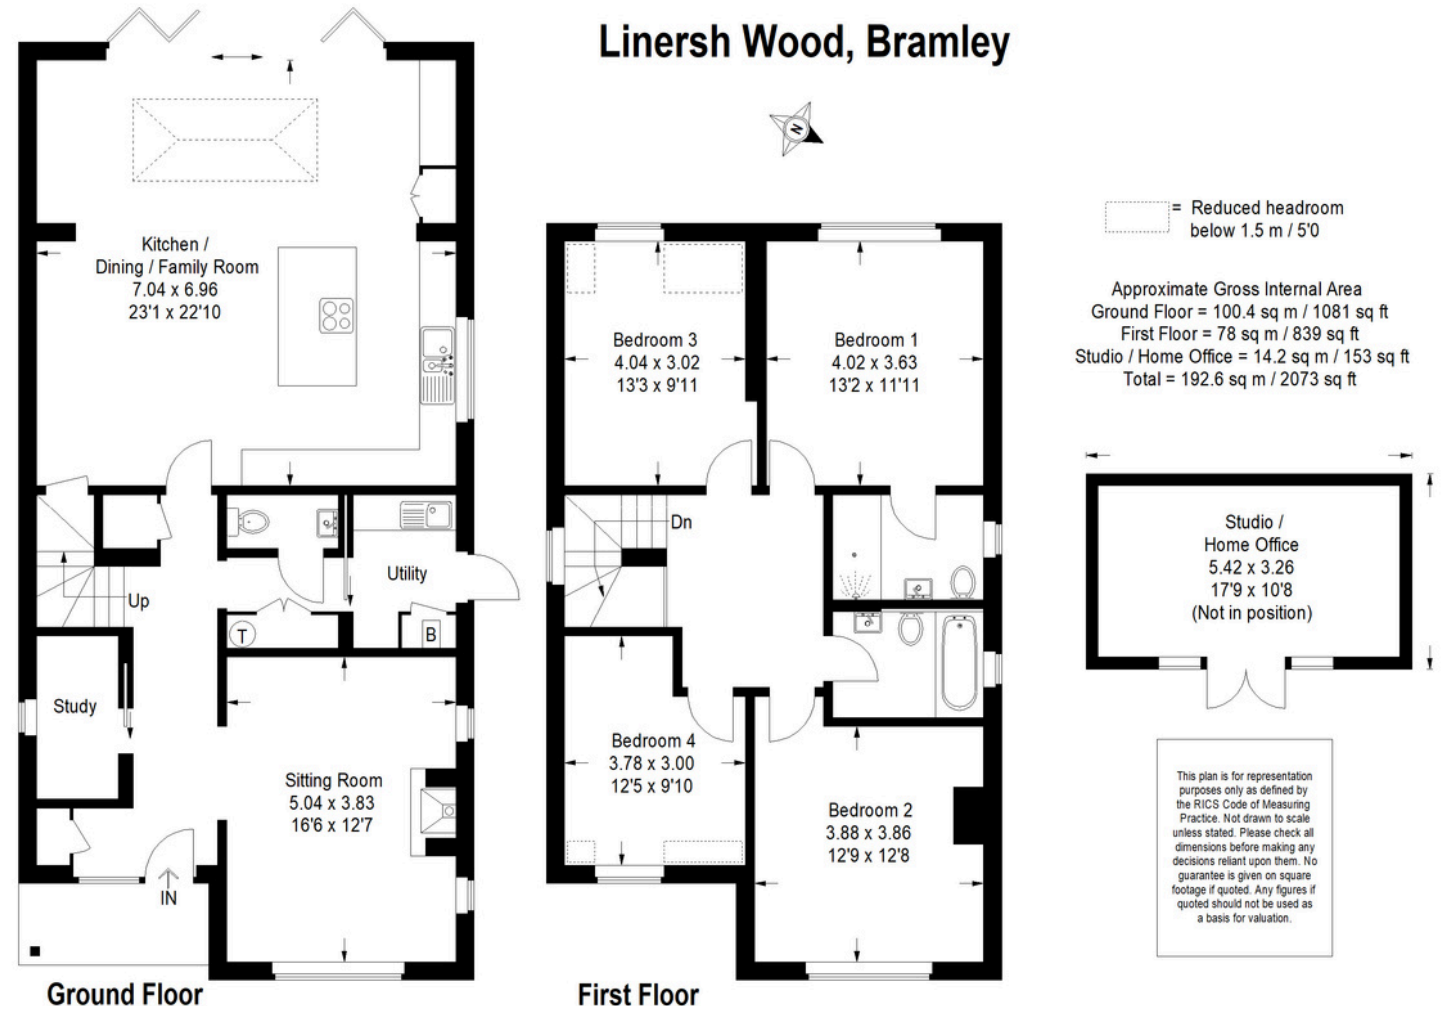 Linersh Wood, Bramley
N
= Reduced headroom
below 1.5 m / 5'0
Approximate Gross Internal Area
Ground Floor = 100.4 sq m / 1081 sq ft
First Floor = 78 sq m / 839 sq ft
Studio / Home Office = 14.2 sq m / 153 sq ft
Total = 192.6 sq m / 2073 sq ft
Kitchen /
Dining / Family Room
7.04 x 6.96
23'1 x 22'10
Up
Utility
T
B
Study
Sitting Room
5.04 x 3.83
16'6 x 12'7
IN
Ground Floor
Bedroom 3
4.04 x 3.02
13'3 x 9'11
Bedroom 1
4.02 x 3.63
13'2 x 11'11
Dn
Bedroom 4
3.78 x 3.00
12'5 x 9'10
Bedroom 2
3.88 x 3.86
12'9 x 12'8
First Floor
Studio /
Home Office
5.42 x 3.26
17'9 x 10'8
(Not in position)
This plan is for representation
purposes only as defined by
the RICS Code of Measuring
Practice. Not drawn to scale
unless stated. Please check all
dimensions before making any
decisions reliant upon them. No
guarantee is given on square
footage if quoted. Any figures if
quoted should not be used as
a basis for valuation.